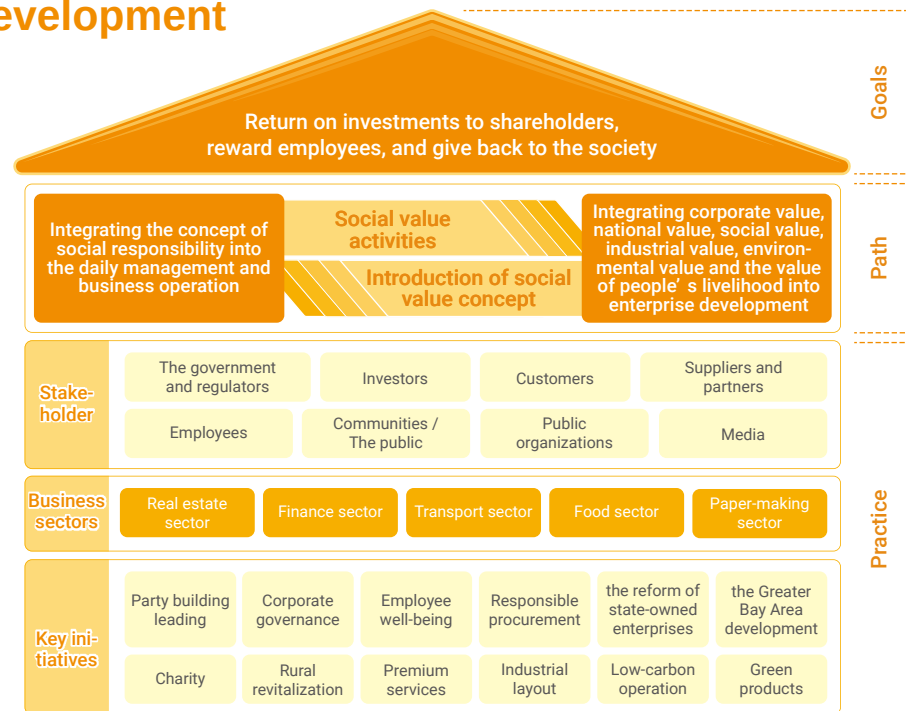 evelopment
Return on investments to shareholders,
reward employees, and give back to the society
Goals
Integrating the concept of
social responsibility into
the daily management and
business operation
Social value
activities
Introduction of social
value concept
Integrating corporate value,
national value, social value,
industrial value, environ-
mental value and the value
of people’ s livelihood into
enterprise development
Path
Stake-
holder
The government
and regulators
Investors
Customers
Suppliers and
partners
Employees
Communities /
The public
Public
organizations
Media
Business
sectors
Real estate
sector
Finance sector
Transport sector
Food sector
Paper-making
sector
Practice
Key ini-
tiatives
Party building
leading
Corporate
governance
Employee
well-being
Responsible
procurement
the reform of
state-owned
enterprises
the Greater
Bay Area
development
Charity
Rural
revitalization
Premium
services
Industrial
layout
Low-carbon
operation
Green
products